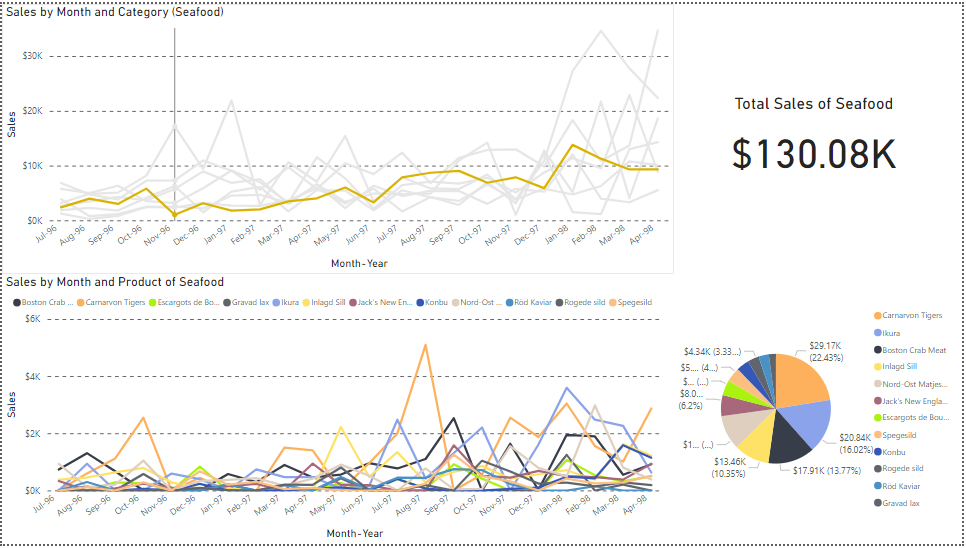 Sales by Month and Category (Seafood)
$30K
$20K
$10K
$0K
Sales
Jul-96 Aug-96 Sep-96 Oct-96 Nov-96 Dec-96 Jan-97 Feb-97 Mar-97 Apr-97 May-97 Jun-97 Jul-97 Aug-97 Sep-97 Oct-97 Nov-97 Dec-97 Jan-98 Feb-98 Mar-98 Apr-98
Month-Year
Total Sales of Seafood
$130.08K
Sales by Month and Product of Seafood
Boston Crab ... Carnarvon Tigers Escargots de Bo... Gravad lax Ikura Inlagd Sill Jack's New En... Konbu Nord-Ost ... Röd Kaviar Rogede sild Spegesild
$6K
$4K
$2K
$0K
Sales
Jul-96 Aug-96 Sep-96 Oct-96 Nov-96 Dec-96 Jan-97 Feb-97 Mar-97 Apr-97 May-97 Jun-97 Jul-97 Aug-97 Sep-97 Oct-97 Nov-97 Dec-97 Jan-98 Feb-98 Mar-98 Apr-98
Month-Year
$29.17K
(22.43%)
$20.84K
(16.02%)
$17.91K (13.77%)
$13.46K
(10.35%)
$1... (...)
$8.0...
(6.2%)
$... (...)
$5.... (4...)
$4.34K (3.33...)
Carnarvon Tigers
Ikura
Boston Crab Meat
Inlagd Sill
Nord-Ost Matjes...
Jack's New Engla...
Escargots de Bou...
Spegesild
Konbu
Rogede sild
Röd Kaviar
Gravad lax